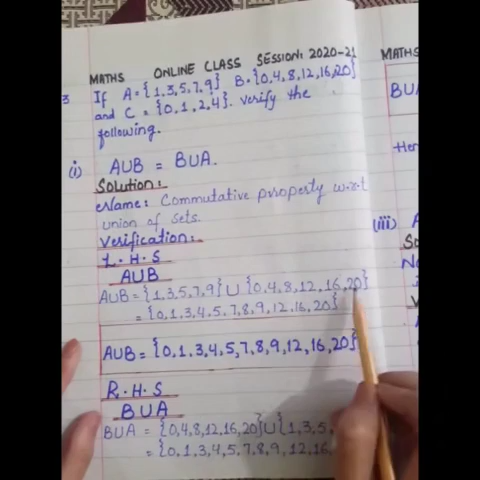 MATHS ONLINE CLASS SESSION: 2020-21
3 If A = {1,3,5,7,9} B = {0,4,8,12,16,20}
and C = {0,1,2,4}. Verify the
following.
(i) AUB = BUA.
Solution:
Name: Commutative property w.r.t
union of sets.
Verification:
L.H.S
AUB
AUB = {1,3,5,7,9} U {0,4,8,12,16,20}
= {0,1,3,4,5,7,8,9,12,16,20}
AUB = {0,1,3,4,5,7,8,9,12,16,20}
R.H.S
BUA
BUA = {0,4,8,12,16,20}U{1,3,5,
= {0,1,3,4,5,7,8,9,12,16,
MATHS
BU
Her
(iii)
So